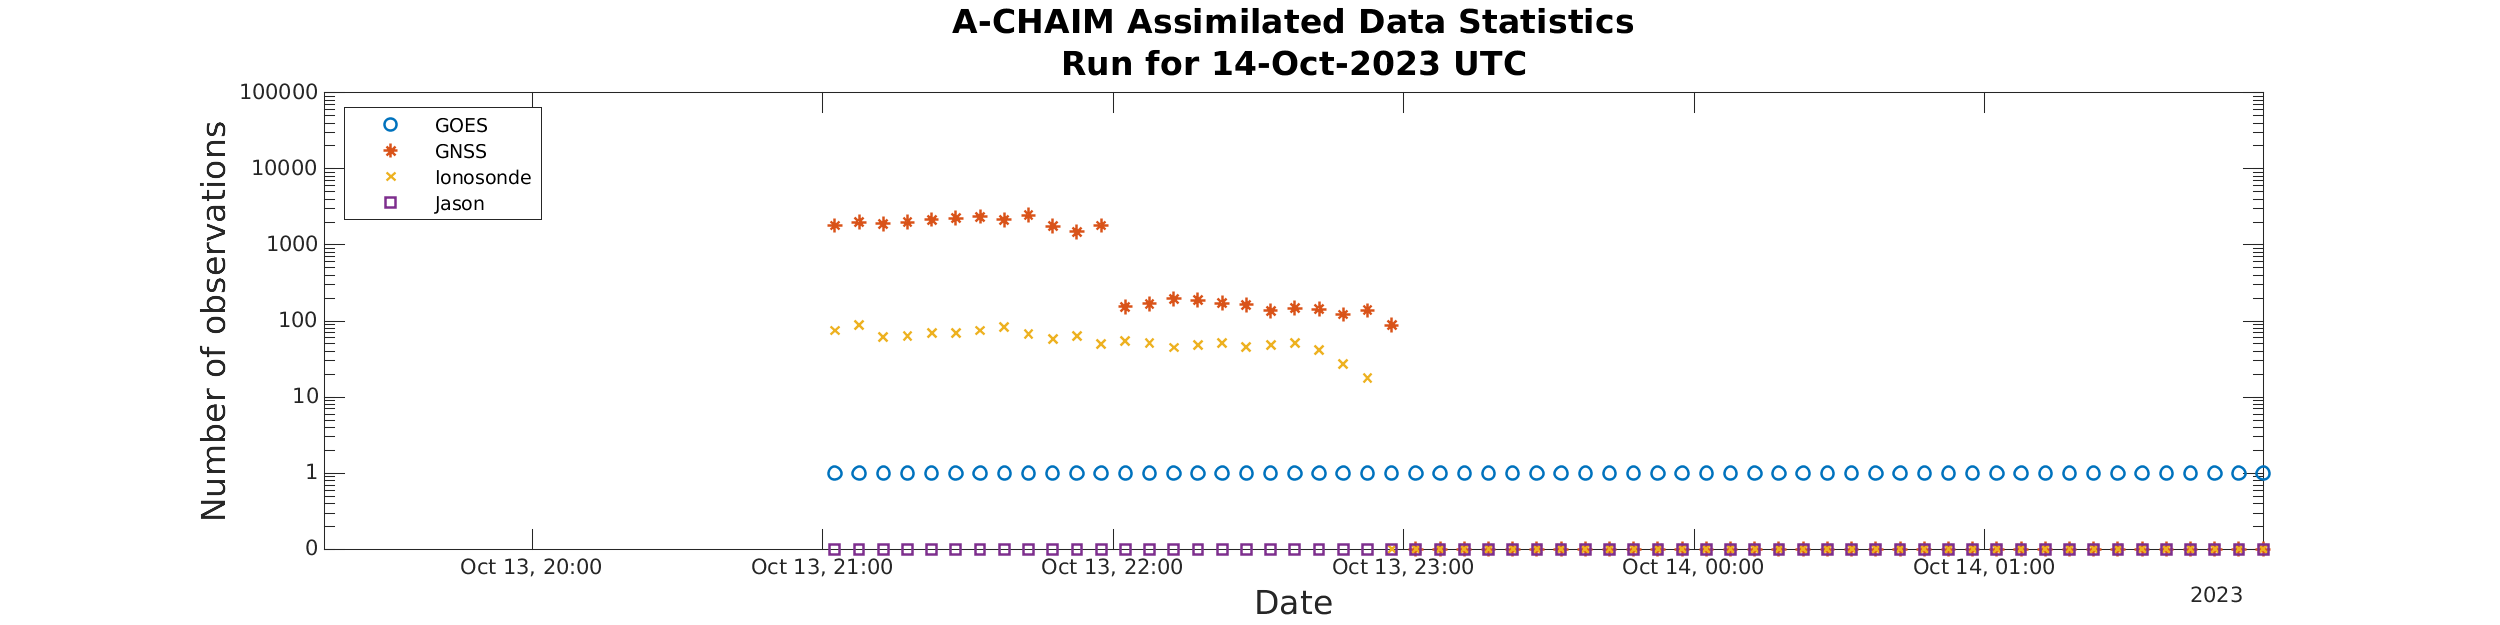 A-CHAIM Assimilated Data Statistics
Run for 14-Oct-2023 UTC
Number of observations
100000
10000
1000
100
10
1
0
GOES
GNSS
Ionosonde
Jason
Oct 13, 20:00
Oct 13, 21:00
Oct 13, 22:00
Oct 13, 23:00
Oct 14, 00:00
Oct 14, 01:00
2023
Date